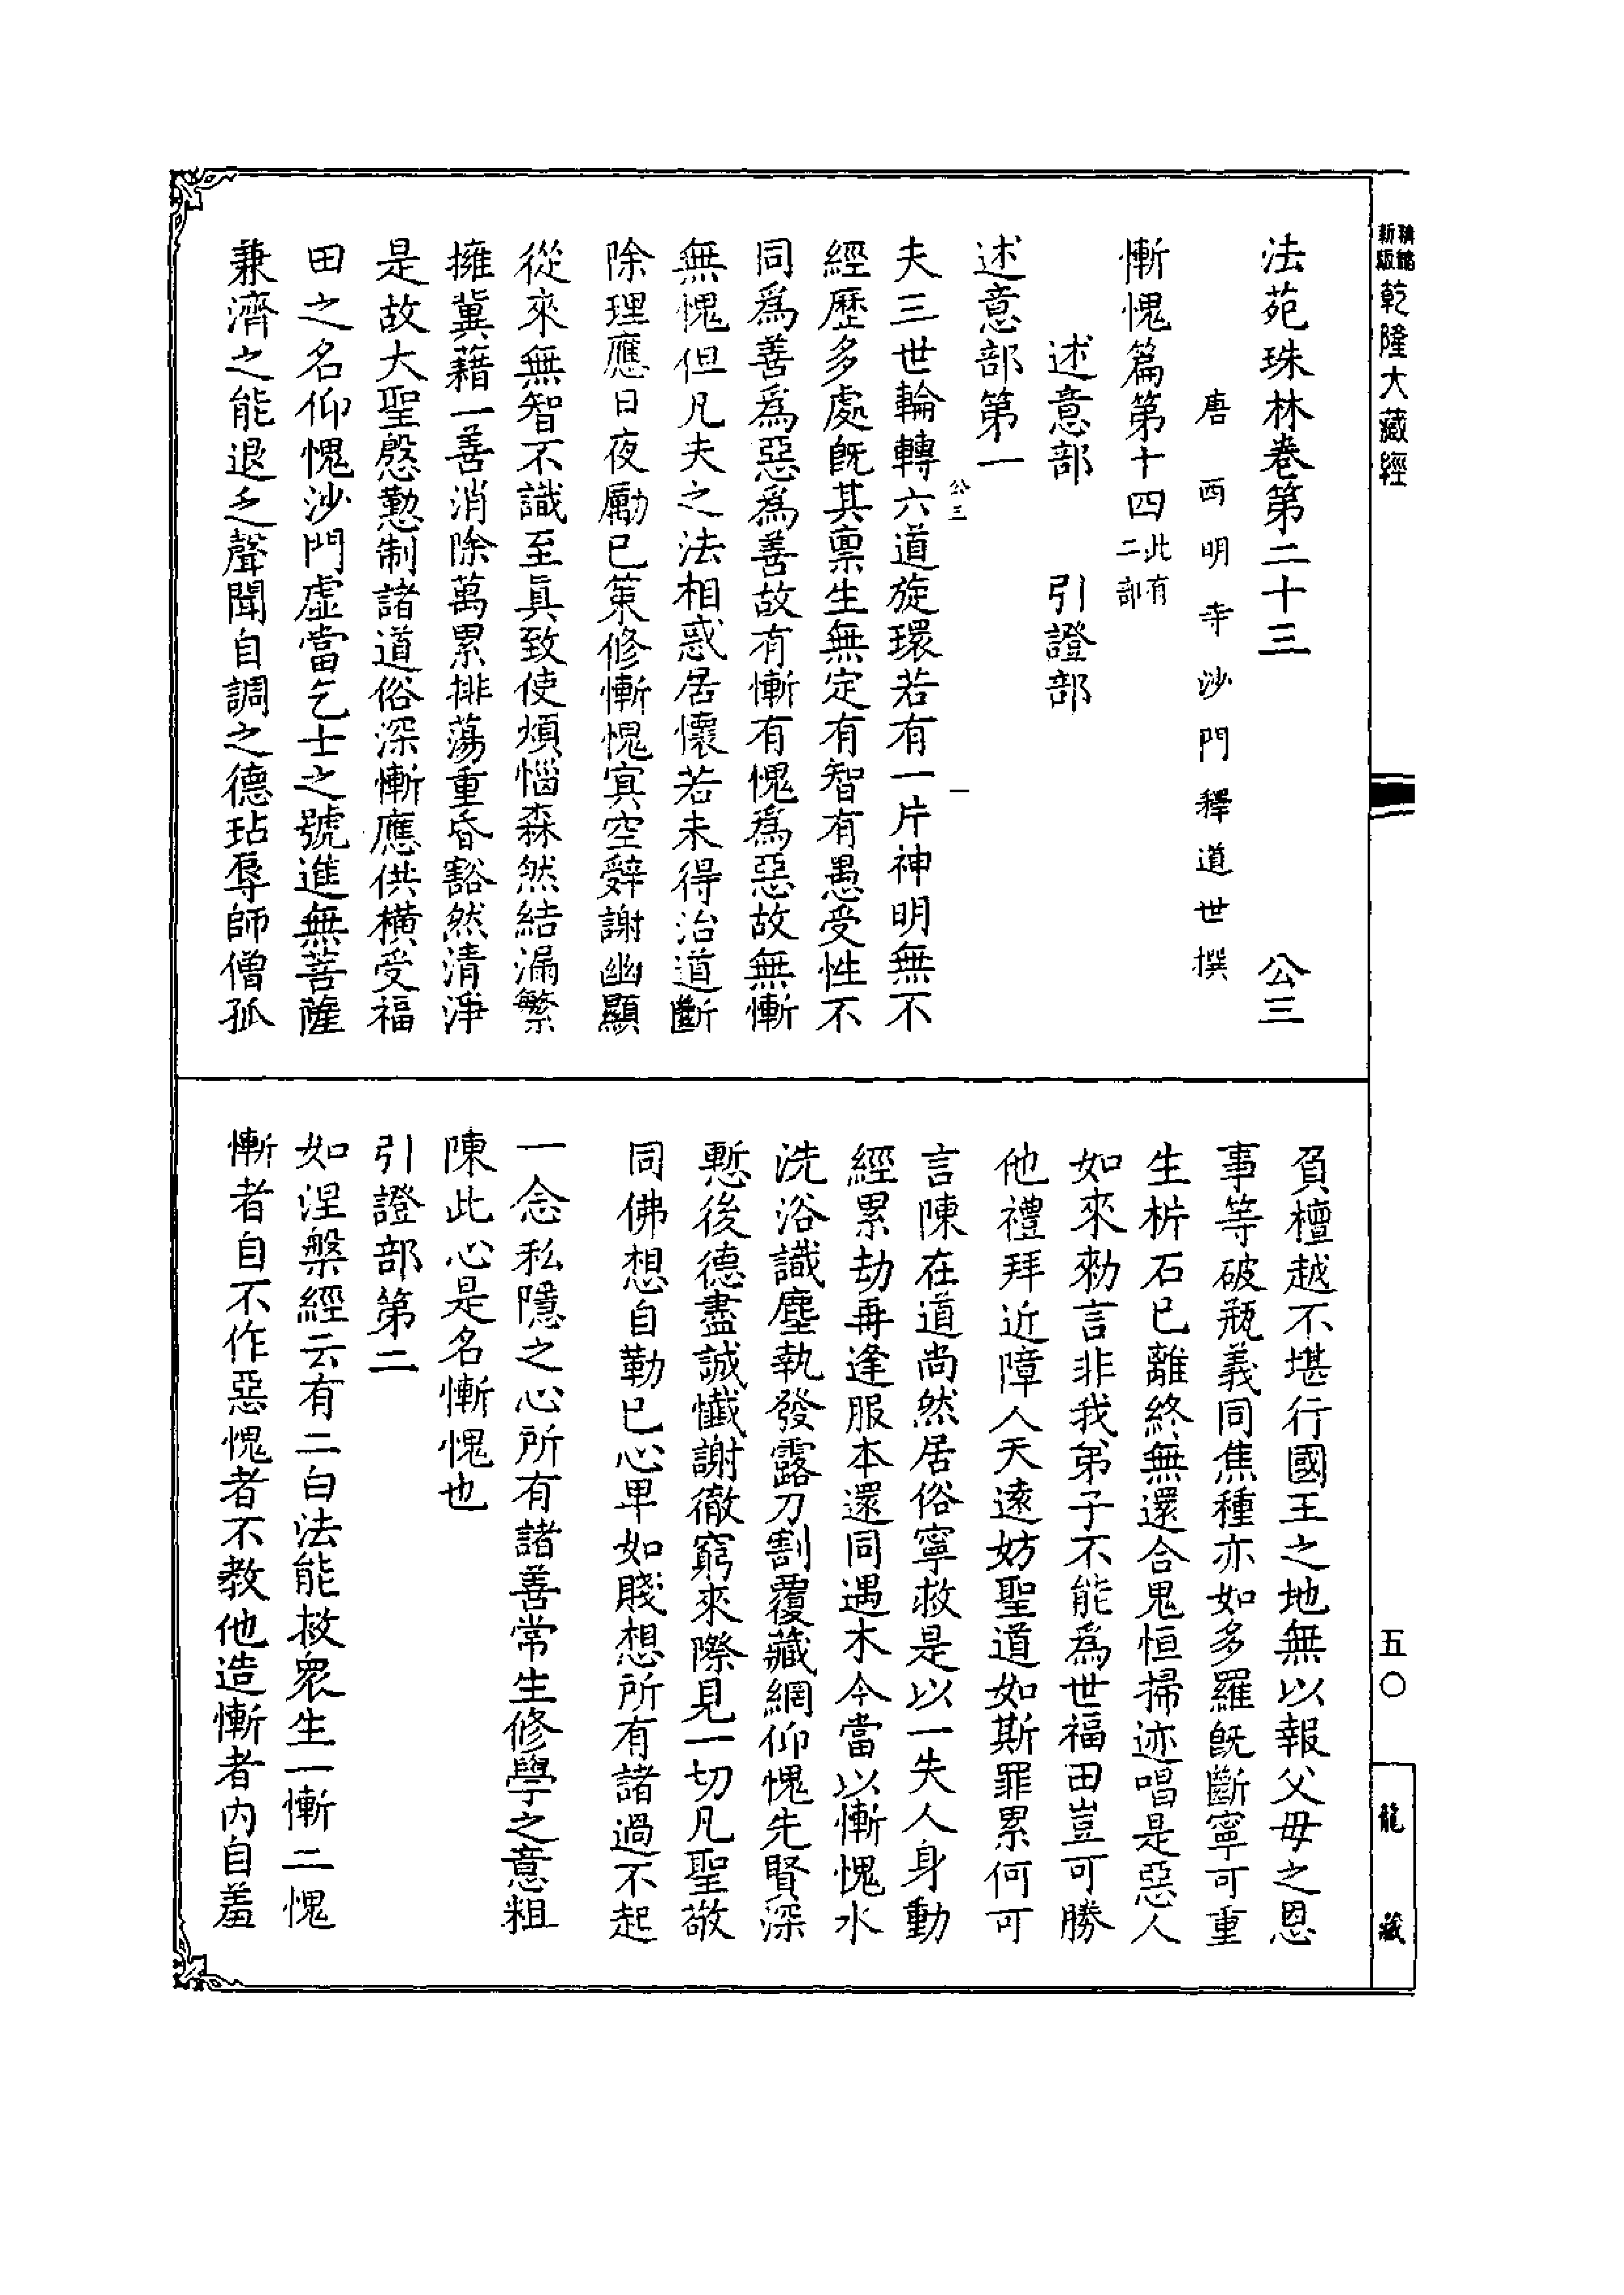 乾隆大藏經
五〇
龍藏
法苑珠林卷第二十三　公三
唐西明寺沙門釋道世撰
慚愧篇第十四此有二部
述意部　引證部
述意部第一
公三　一
夫三世輪轉六道旋環若有一片神明無不
經歷多處旣其稟生無定有智有愚受性不
同爲善爲惡爲善故有慚有愧爲惡故無慚
無愧但凡夫之法相惑居懷若未得治道斷
除理應日夜勵已策修慚愧寘空辤謝幽顯
從來無智不識至眞致使煩惱森然結漏繁
擁冀藉一善消除萬累排蕩重昏豁然清淨
是故大聖慇懃制諸道俗深慚應供橫受福
田之名仰愧沙門虛當乞士之號進無菩薩
兼濟之能退乏聲聞自調之德玷辱師僧孤
負檀越不堪行國王之地無以報父母之恩
事等破瓶義同焦種亦如多羅旣斷寧可重
生析石已離終無還合鬼恒掃迹唱是惡人
如來勑言非我弟子不能爲世福田豈可勝
他禮拜近障人天遠妨聖道如斯罪累何可
言陳在道尚然居俗寧救是以一失人身動
經累劫再逢服本還同遇木今當以慚愧水
洗浴識塵執發露刀割覆藏網仰愧先賢深
慙後德盡誠懺謝徹窮來際見一切凡聖敬
同佛想自勒已心卑如賤想所有諸過不起
一念私隱之心所有諸善常生修學之意粗
陳此心是名慚愧也
引證部第二
如涅槃經云有二白法能救衆生一慚二愧
慚者自不作惡愧者不教他造慚者內自羞